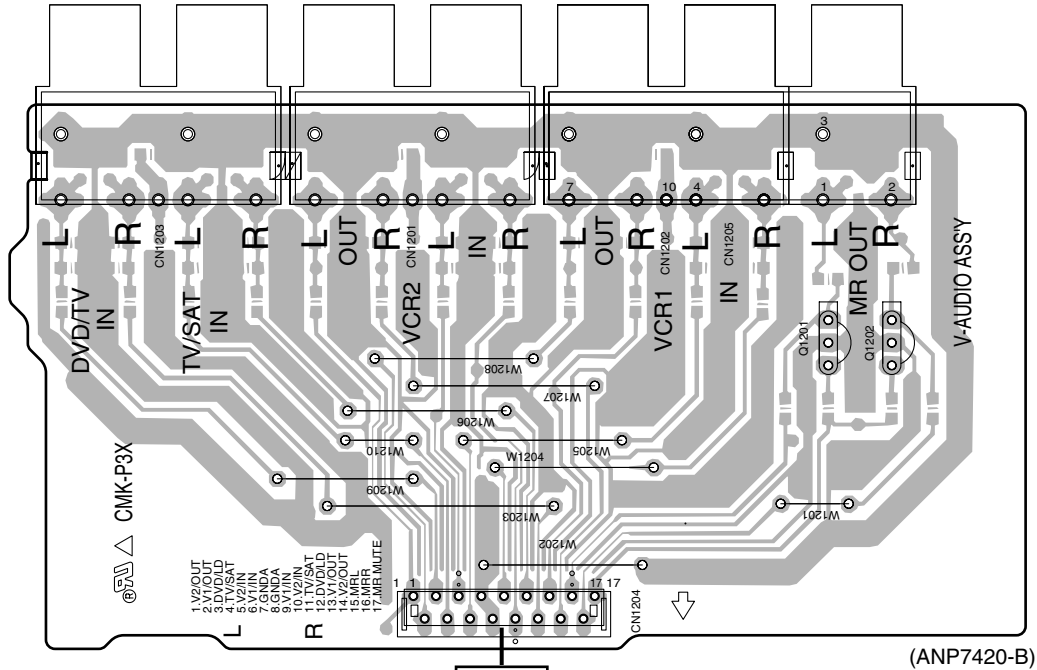 3
7
10
4
1
2
L
R
CN1203
L
R
L
OUT
R
CN1201
L
IN
R
L
OUT
R
CN1202
L
CN1205
IN
R
L
MR OUT
R
DVD/TV
IN
TV/SAT
IN
VCR2
VCR1
Q1201
Q1202
V-AUDIO ASS'Y
W1208
W1207
W1206
W1210
W1205
W1204
W1209
W1203
W1201
W1202
CMK-P3X
1.V2/OUT
2.V1/OUT
3.DVD/LD
4.TV/SAT
5.V2/IN
6.V1/IN
7.GNDA
8.GNDA
9.V1/IN
10.V2/IN
11.TV/SAT
12.DVD/LD
13.V1/OUT
14.V2/OUT
15.MRL
16.MRR
17.MR MUTE
L
R
1
1
17
17
CN1204
(ANP7420-B)